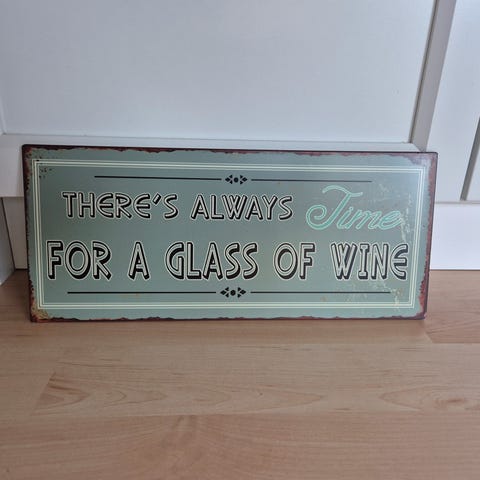 THERE'S ALWAYS Time
FOR A GLASS OF WINE